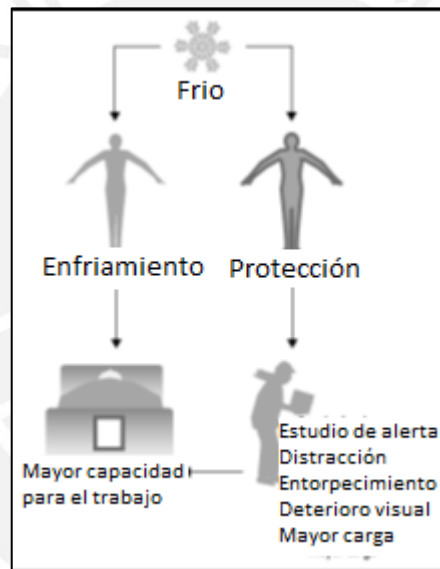 Frio
Enfriamiento
Protección
Mayor capacidad
para el trabajo
Estudio de alerta
Distracción
Entorpecimiento
Deterioro visual
Mayor carga